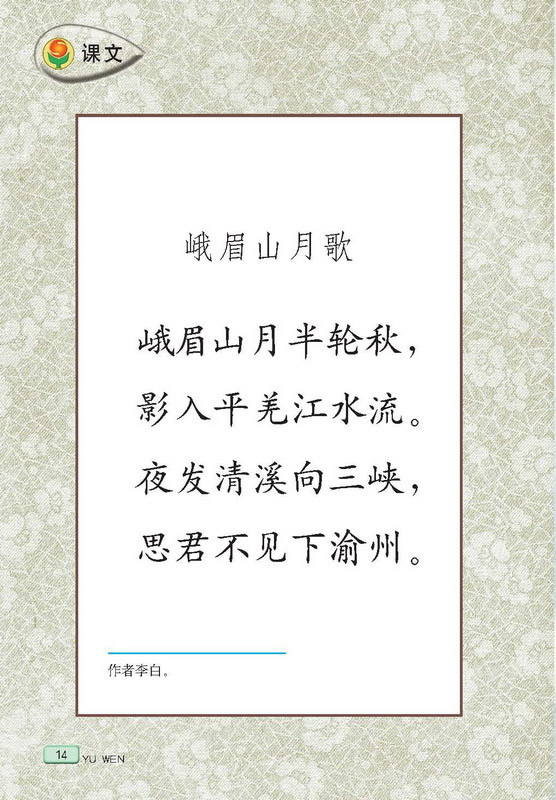 课文
峨眉山月歌
峨眉山月半轮秋，
影入平羌江水流。
夜发清溪向三峡，
思君不见下渝州。
作者李白。
14
YU WEN